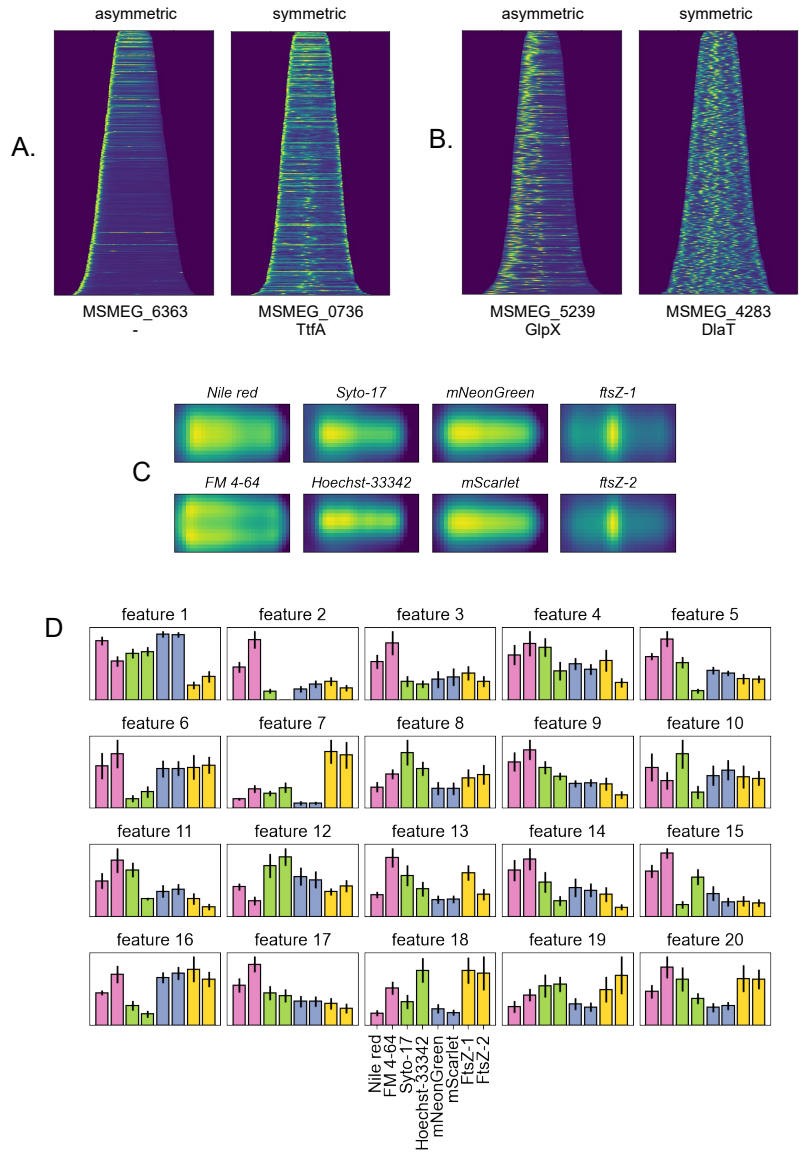 asymmetric symmetric asymmetric symmetric
A. B.
MSMEG_6363 MSMEG_0736 MSMEG_5239 MSMEG_4283
- TtfA GlpX DlaT
Nile red Syto-17 mNeonGreen ftsZ-1
C
FM 4-64 Hoechst-33342 mScarlet ftsZ-2
D
feature 1 feature 2 feature 3 feature 4 feature 5
feature 6 feature 7 feature 8 feature 9 feature 10
feature 11 feature 12 feature 13 feature 14 feature 15
feature 16 feature 17 feature 18 feature 19 feature 20
Nile red
FM 4-64
Syto-17
Hoechst-33342
mNeonGreen
mScarlet
FtsZ-1
FtsZ-2